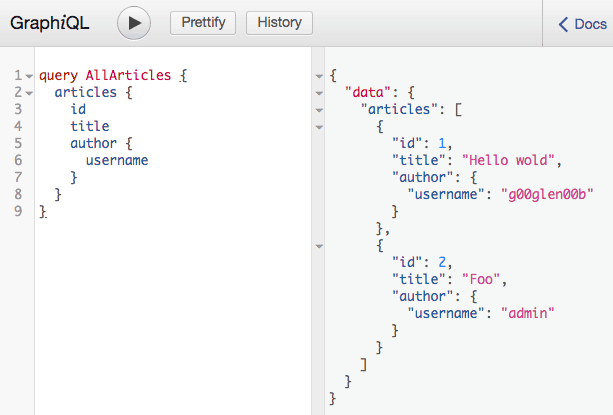 GraphiQL Prettify History Docs
1 query AllArticles {
2 articles {
3 id
4 title
5 author {
6 username
7 }
8 }
9 }
{
"data": {
"articles": [
{
"id": 1,
"title": "Hello wold",
"author": {
"username": "g00glen00b"
}
},
{
"id": 2,
"title": "Foo",
"author": {
"username": "admin"
}
}
]
}
}